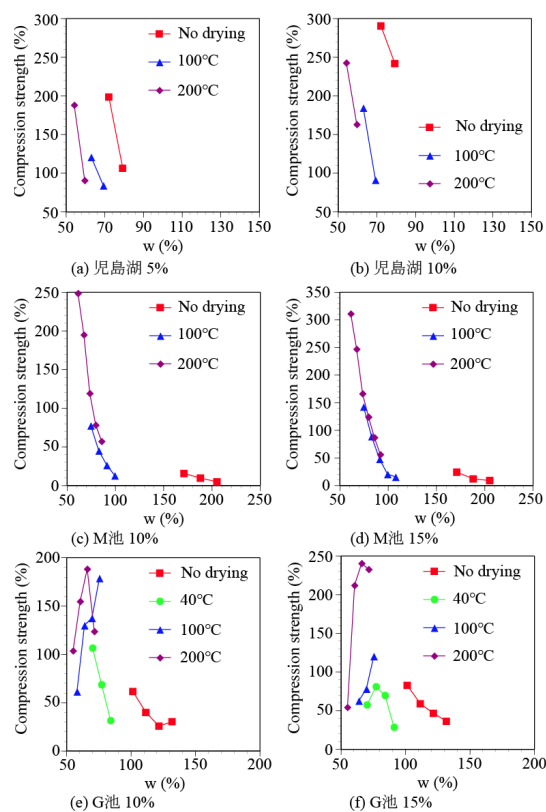 Compression strength (%)
300
250
200
150
100
50
No drying
100℃
200℃
50 70 90 110 130 150
w (%)
(a) 児島湖 5%
Compression strength (%)
300
250
200
150
100
50
No drying
100℃
200℃
50 70 90 110 130 150
w (%)
(b) 児島湖 10%
Compression strength (%)
250
200
150
100
50
0
No drying
100℃
200℃
50 100 150 200 250
w (%)
(c) M池 10%
Compression strength (%)
350
300
250
200
150
100
50
0
No drying
100℃
200℃
50 100 150 200 250
w (%)
(d) M池 15%
Compression strength (%)
200
150
100
50
0
No drying
40℃
100℃
200℃
50 100 150 200
w (%)
(e) G池 10%
Compression strength (%)
250
200
150
100
50
0
No drying
40℃
100℃
200℃
50 100 150 200
w (%)
(f) G池 15%